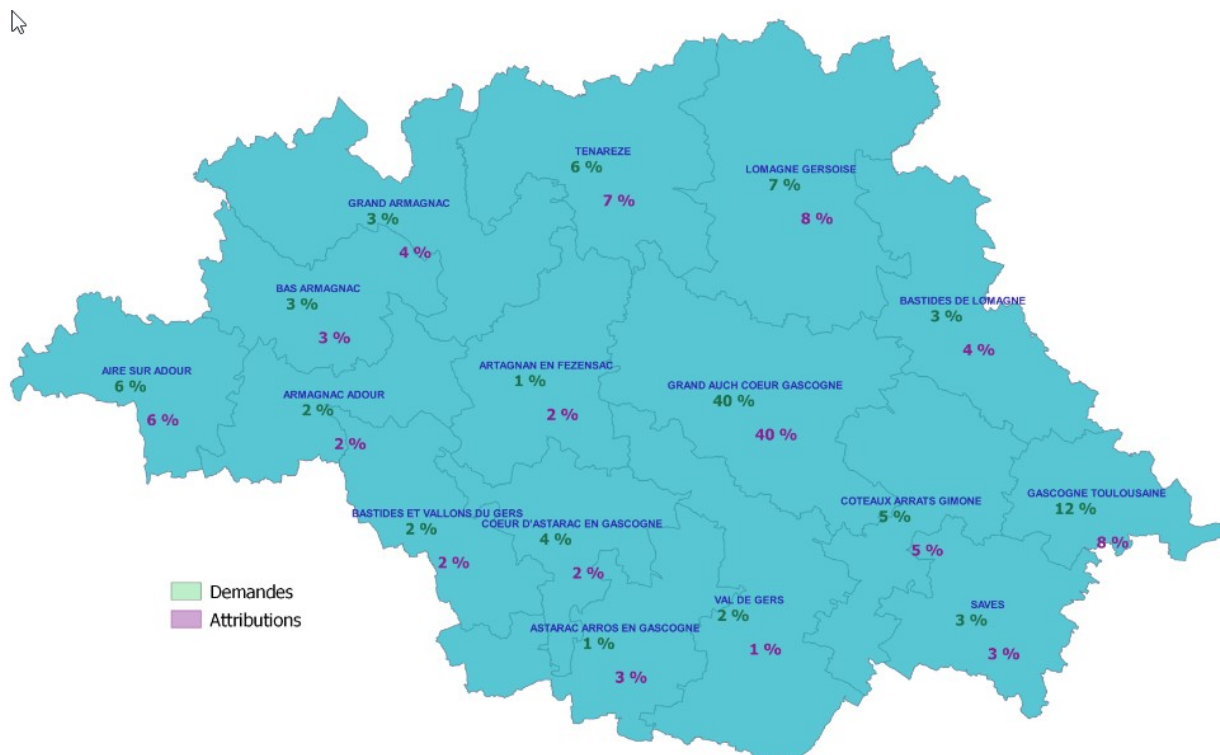 TENAREZE
6 %
7 %
LOMAGNE GERSOISE
7 %
8 %
GRAND ARMAGNAC
3 %
4 %
BAS ARMAGNAC
3 %
3 %
BASTIDES DE LOMAGNE
3 %
4 %
AIRE SUR ADOUR
6 %
6 %
ARMAGNAC ADOUR
2 %
2 %
ARTAGNAN EN FEZENSAC
1 %
2 %
GRAND AUCH COEUR GASCOGNE
40 %
40 %
BASTIDES ET VALLONS DU GERS
2 %
2 %
COEUR D'ASTARAC EN GASCOGNE
4 %
2 %
COTEAUX ARRATS GIMONE
5 %
5 %
GASCOGNE TOULOUSAINE
12 %
8 %
ASTARAC ARROS EN GASCOGNE
1 %
3 %
VAL DE GERS
2 %
1 %
SAVES
3 %
3 %
Demandes
Attributions